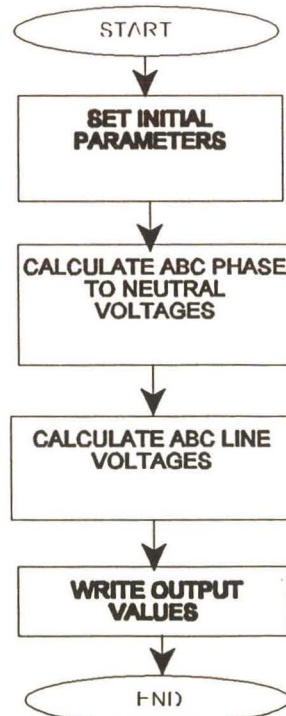 START
SET INITIAL
PARAMETERS
CALCULATE ABC PHASE
TO NEUTRAL
VOLTAGES
CALCULATE ABC LINE
VOLTAGES
WRITE OUTPUT
VALUES
END